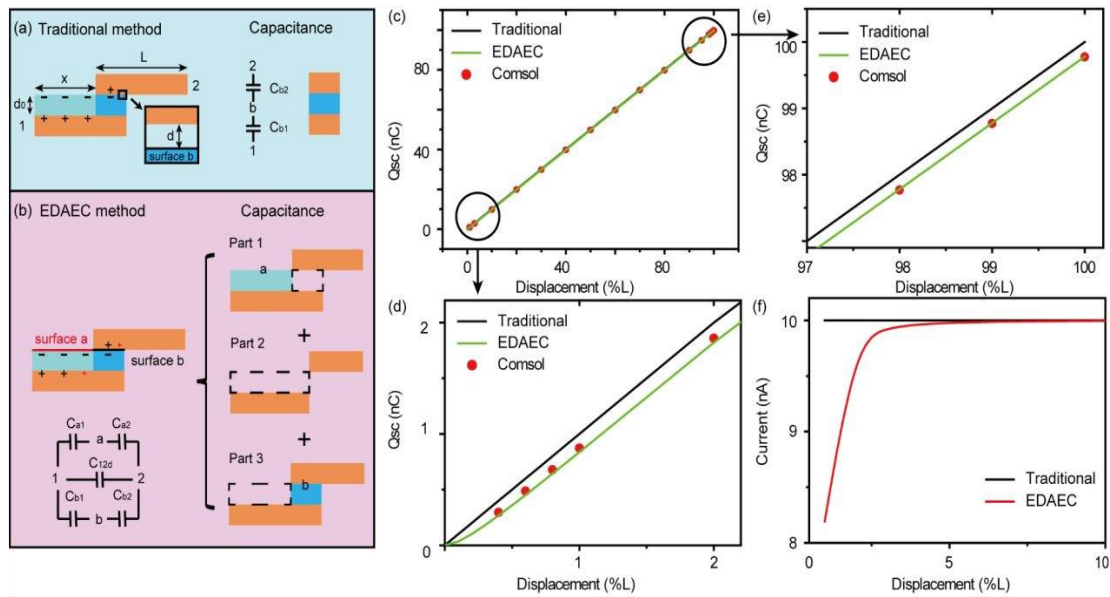 (a) Traditional method
Capacitance
L
x
2
+
d0
- - - -
1
+ + +
d
surface b
2
Cb2
b
Cb1
1
(b) EDAEC method
Capacitance
Part 1
a
+
Part 2
+
Part 3
b
surface a
+ +
- - - - -
surface b
+ + +
Ca1
Ca2
a
C12d
1
2
Cb1
Cb2
b
(c)
Traditional
EDAEC
Comsol
Qsc (nC)
80
60
40
20
0
0
40
80
Displacement (%L)
(e)
Traditional
EDAEC
Comsol
Qsc (nC)
100
99
98
97
98
99
100
Displacement (%L)
(d)
Traditional
EDAEC
Comsol
Qsc (nC)
2
1
0
1
2
Displacement (%L)
(f)
Current (nA)
10
9
8
Traditional
EDAEC
0
5
10
Displacement (%L)